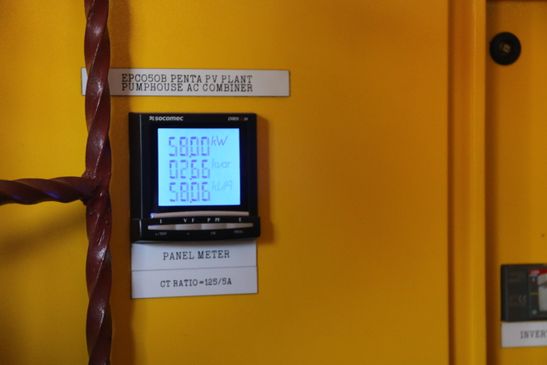 EPC050B PENTA PV PLANT
PUMPHOUSE AC COMBINER
socomec
58.00 kW
02.66 kvar
58.06 kVA
I V F P PF E
PANEL METER
CT RATIO=125/5A
INVER